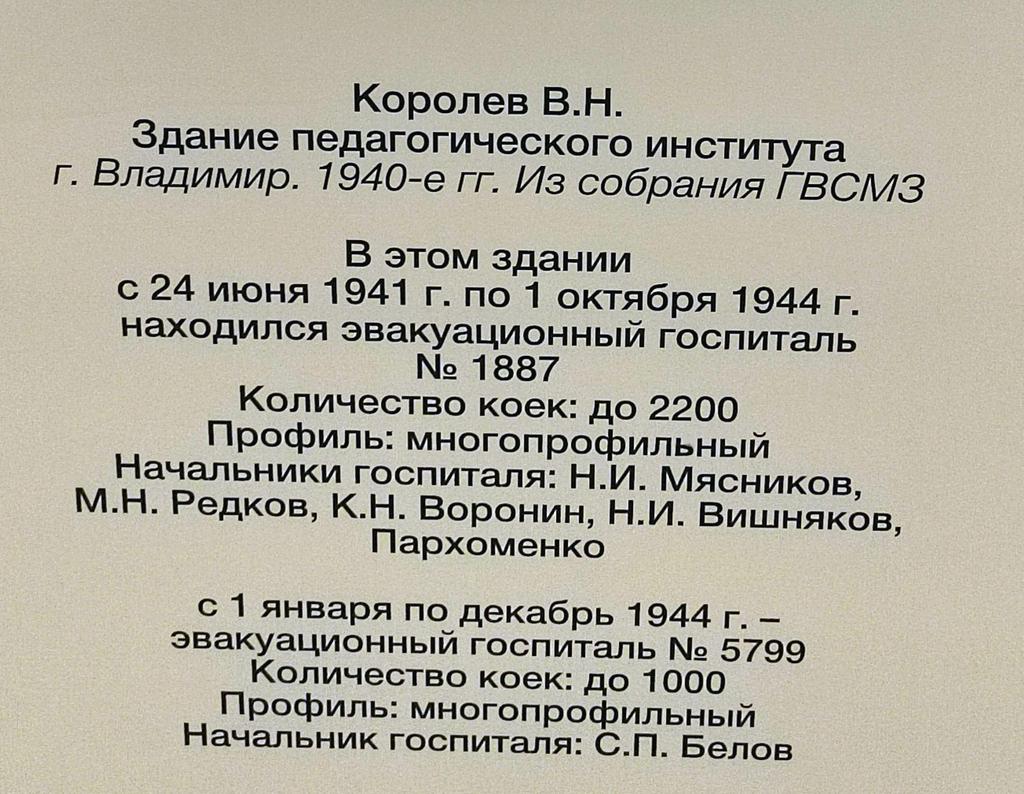 Королев В.Н.
Здание педагогического института
г. Владимир. 1940-е гг. Из собрания ГВСМЗ
В этом здании
с 24 июня 1941 г. по 1 октября 1944 г.
находился эвакуационный госпиталь
№ 1887
Количество коек: до 2200
Профиль: многопрофильный
Начальники госпиталя: Н.И. Мясников,
М.Н. Редков, К.Н. Воронин, Н.И. Вишняков,
Пархоменко
с 1 января по декабрь 1944 г. –
эвакуационный госпиталь № 5799
Количество коек: до 1000
Профиль: многопрофильный
Начальник госпиталя: С.П. Белов